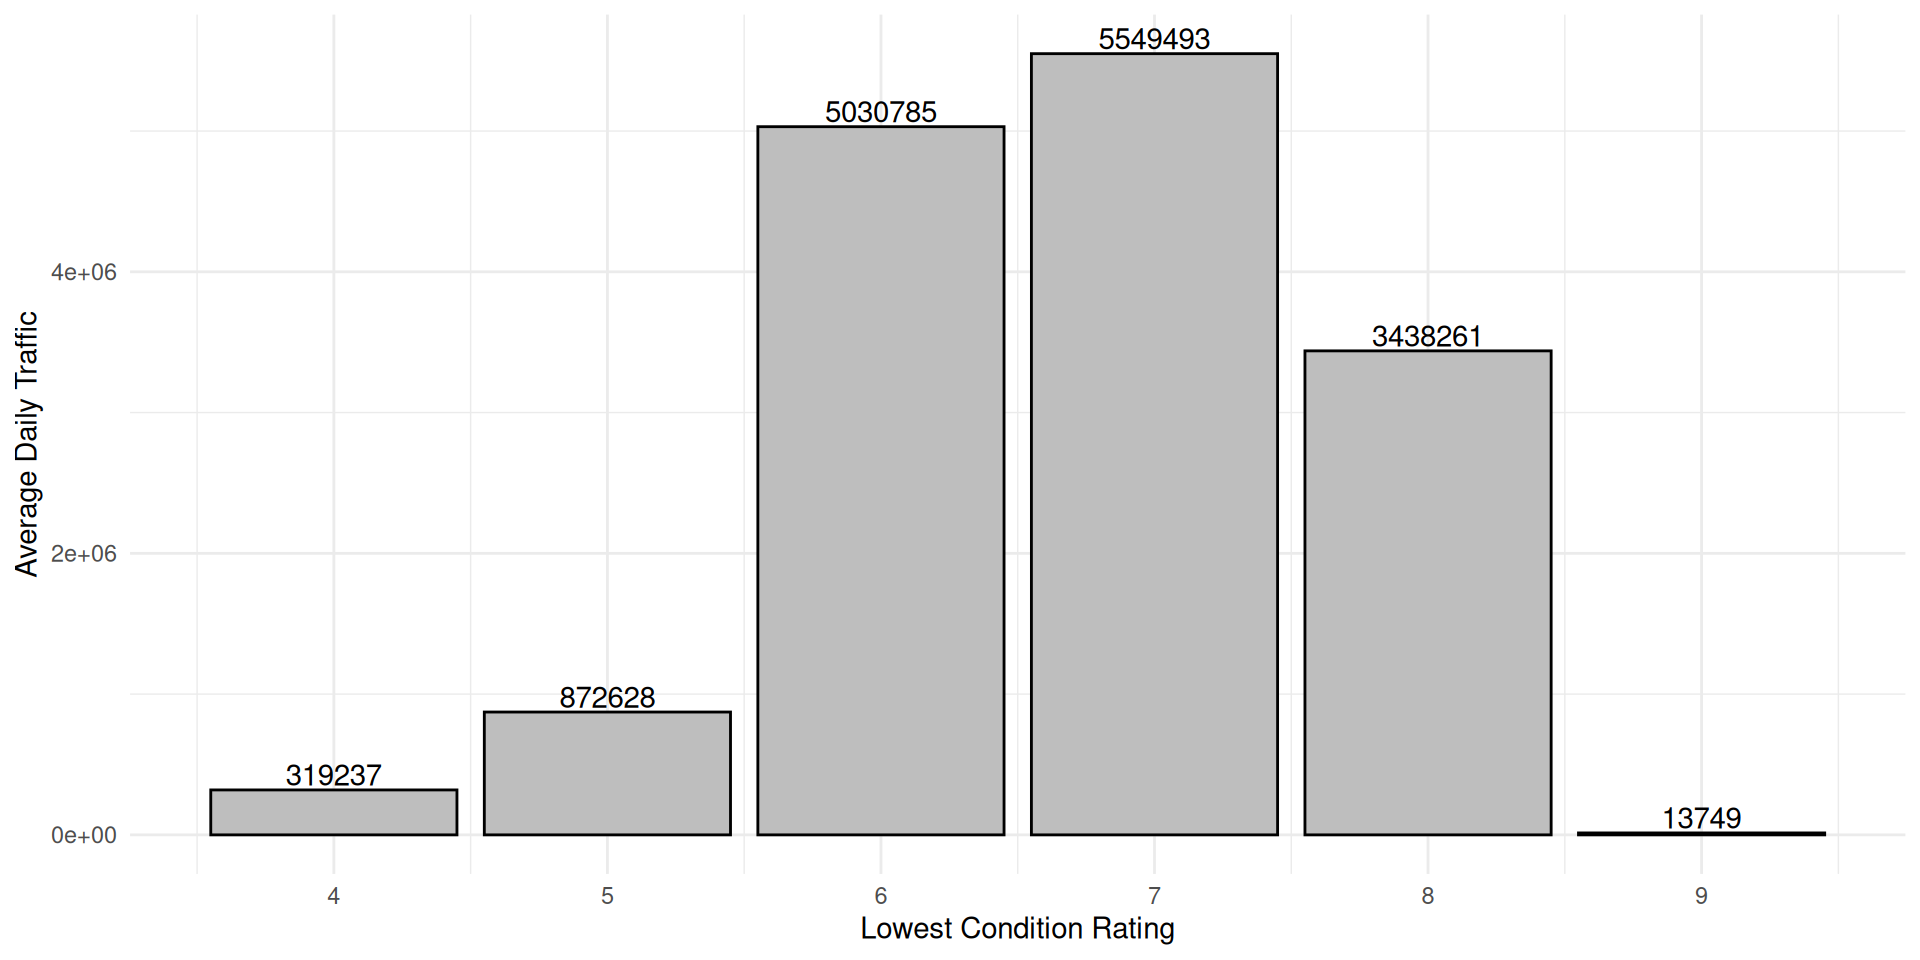 5549493
5030785
4e+06
3438261
Average Daily Traffic
2e+06
872628
319237
13749
0e+00
4 5 6 7 8 9
Lowest Condition Rating